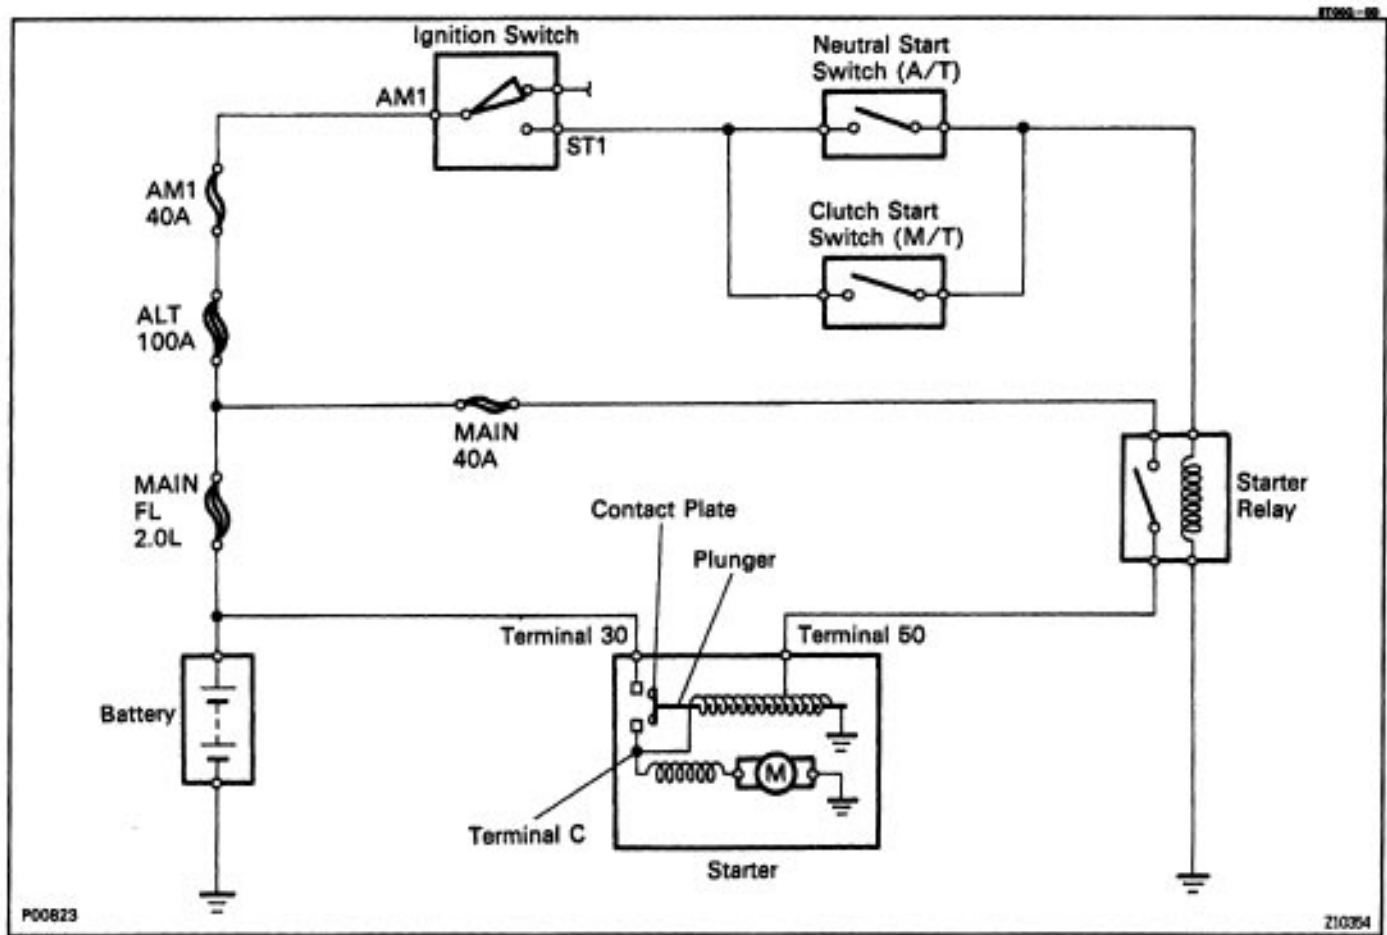 Ignition Switch
Neutral Start
Switch (A/T)
AM1
ST1
AM1
40A
Clutch Start
Switch (M/T)
ALT
100A
MAIN
40A
MAIN
FL
2.0L
Starter
Relay
Contact Plate
Plunger
Terminal 30
Terminal 50
Battery
M
Terminal C
Starter
P00823
Z10354